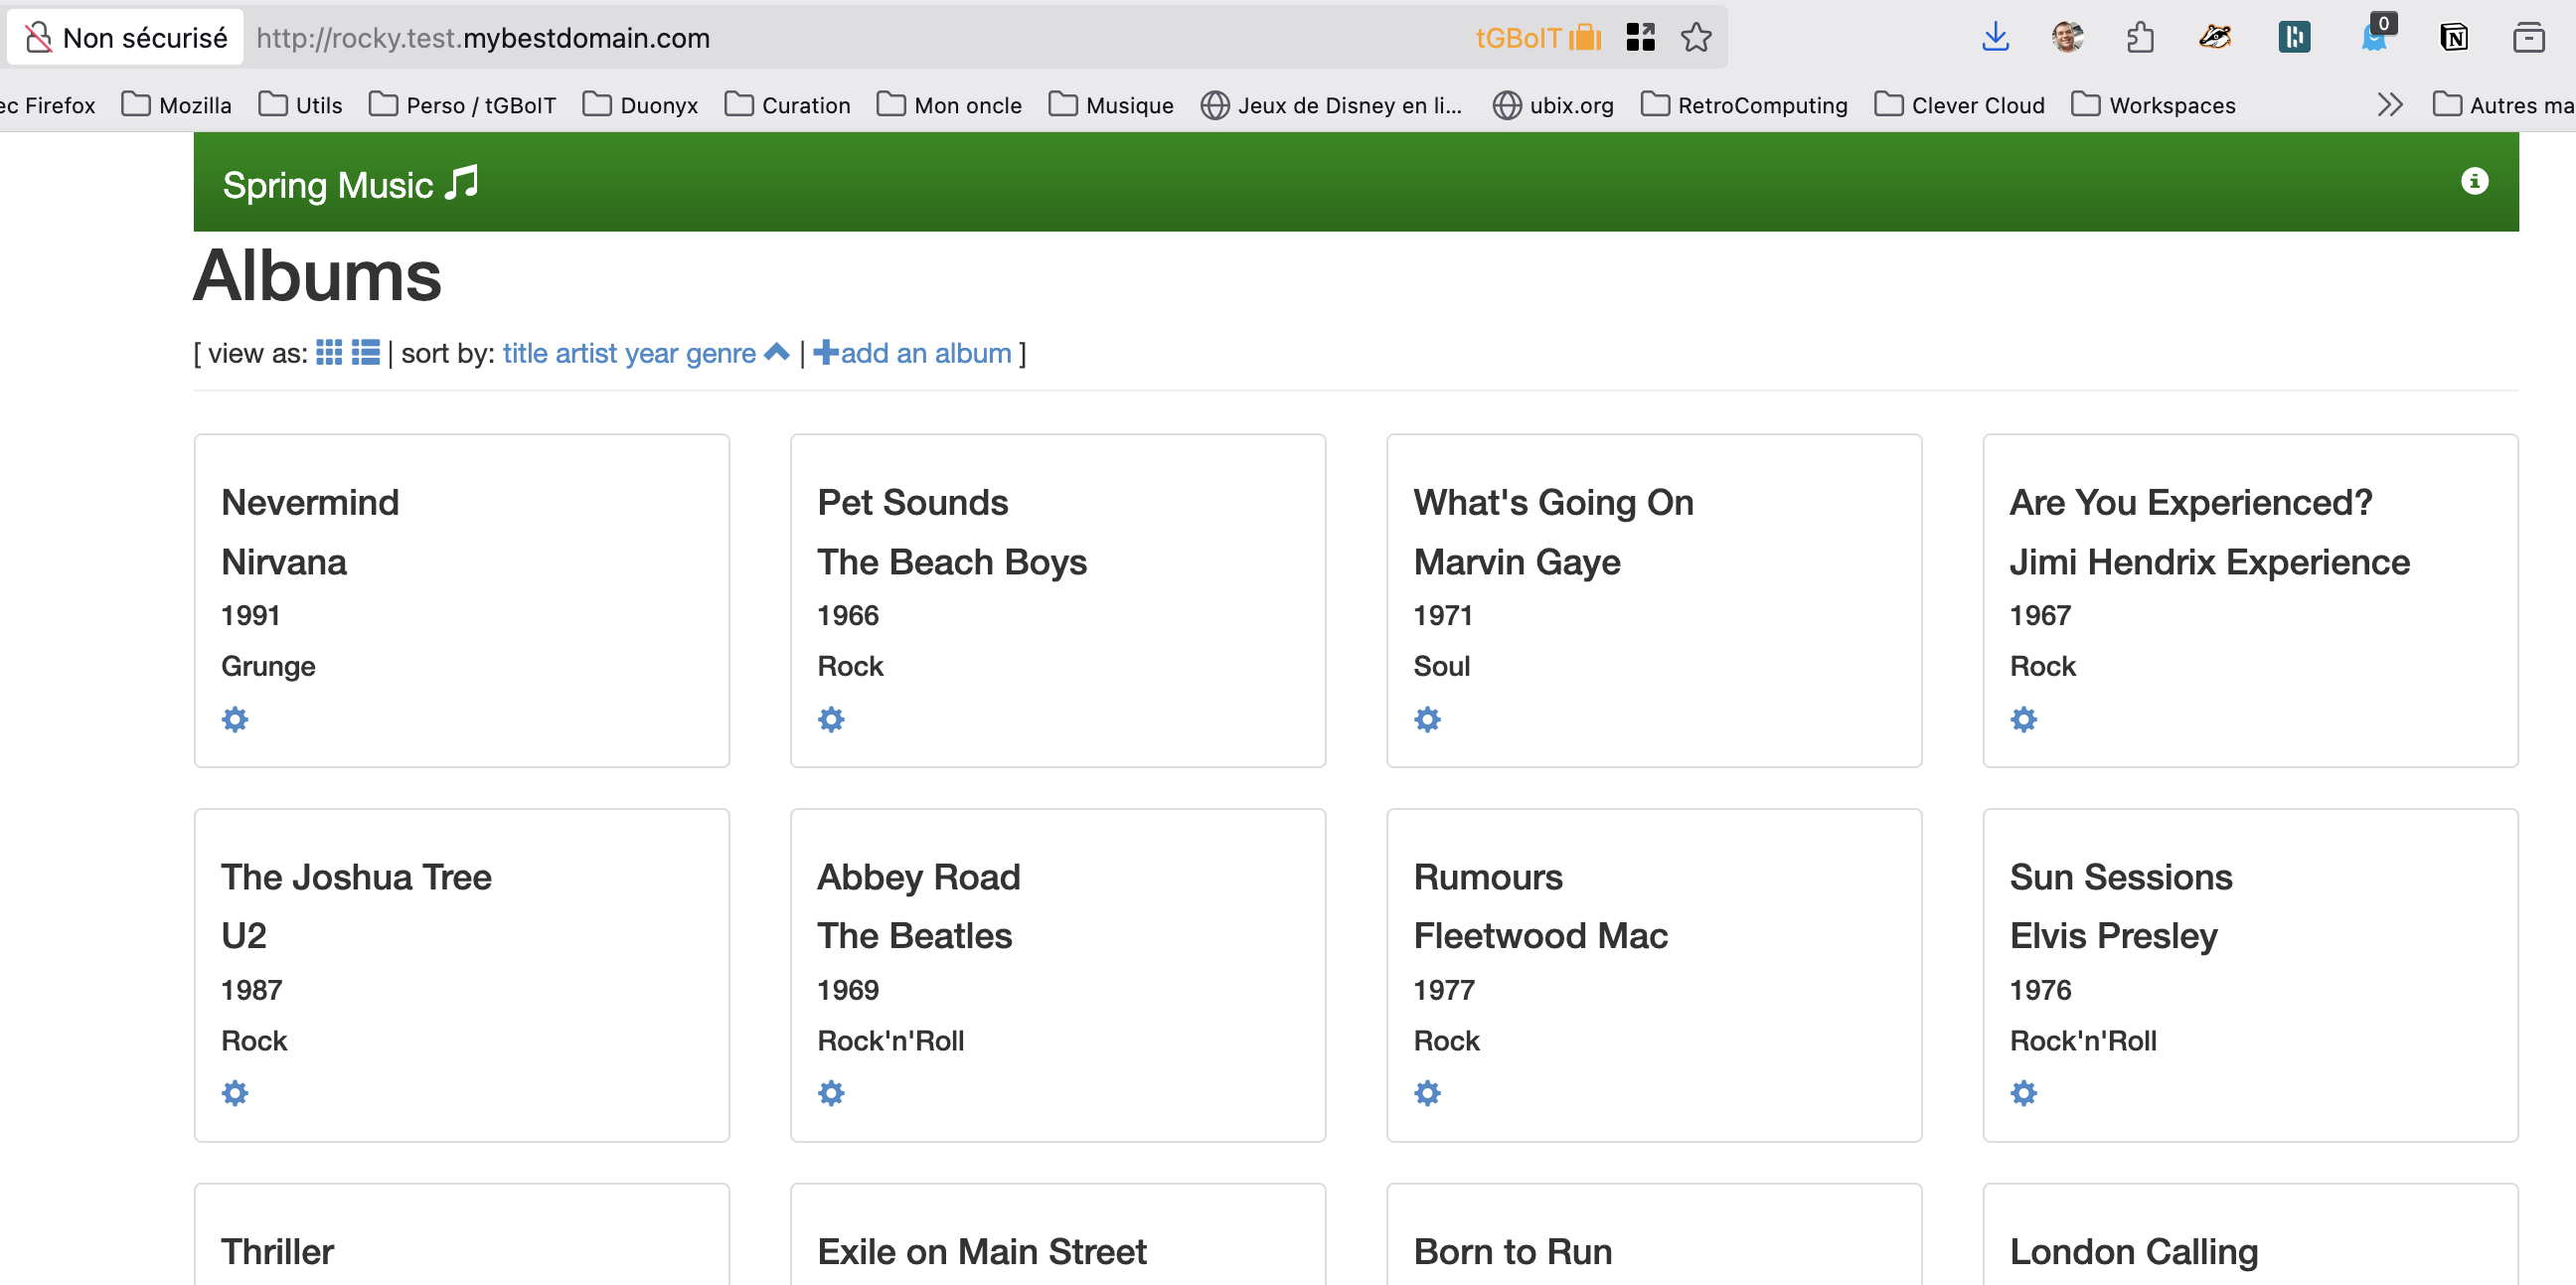 Non sécurisé http://rocky.test.mybestdomain.com tGBoIT 0
ec Firefox Mozilla Utils Perso / tGBoIT Duonyx Curation Mon oncle Musique Jeux de Disney en li... ubix.org RetroComputing Clever Cloud Workspaces Autres ma
Spring Music
Albums
[ view as: | sort by: title artist year genre | add an album ]
Nevermind
Nirvana
1991
Grunge
Pet Sounds
The Beach Boys
1966
Rock
What's Going On
Marvin Gaye
1971
Soul
Are You Experienced?
Jimi Hendrix Experience
1967
Rock
The Joshua Tree
U2
1987
Rock
Abbey Road
The Beatles
1969
Rock'n'Roll
Rumours
Fleetwood Mac
1977
Rock
Sun Sessions
Elvis Presley
1976
Rock'n'Roll
Thriller
Exile on Main Street
Born to Run
London Calling